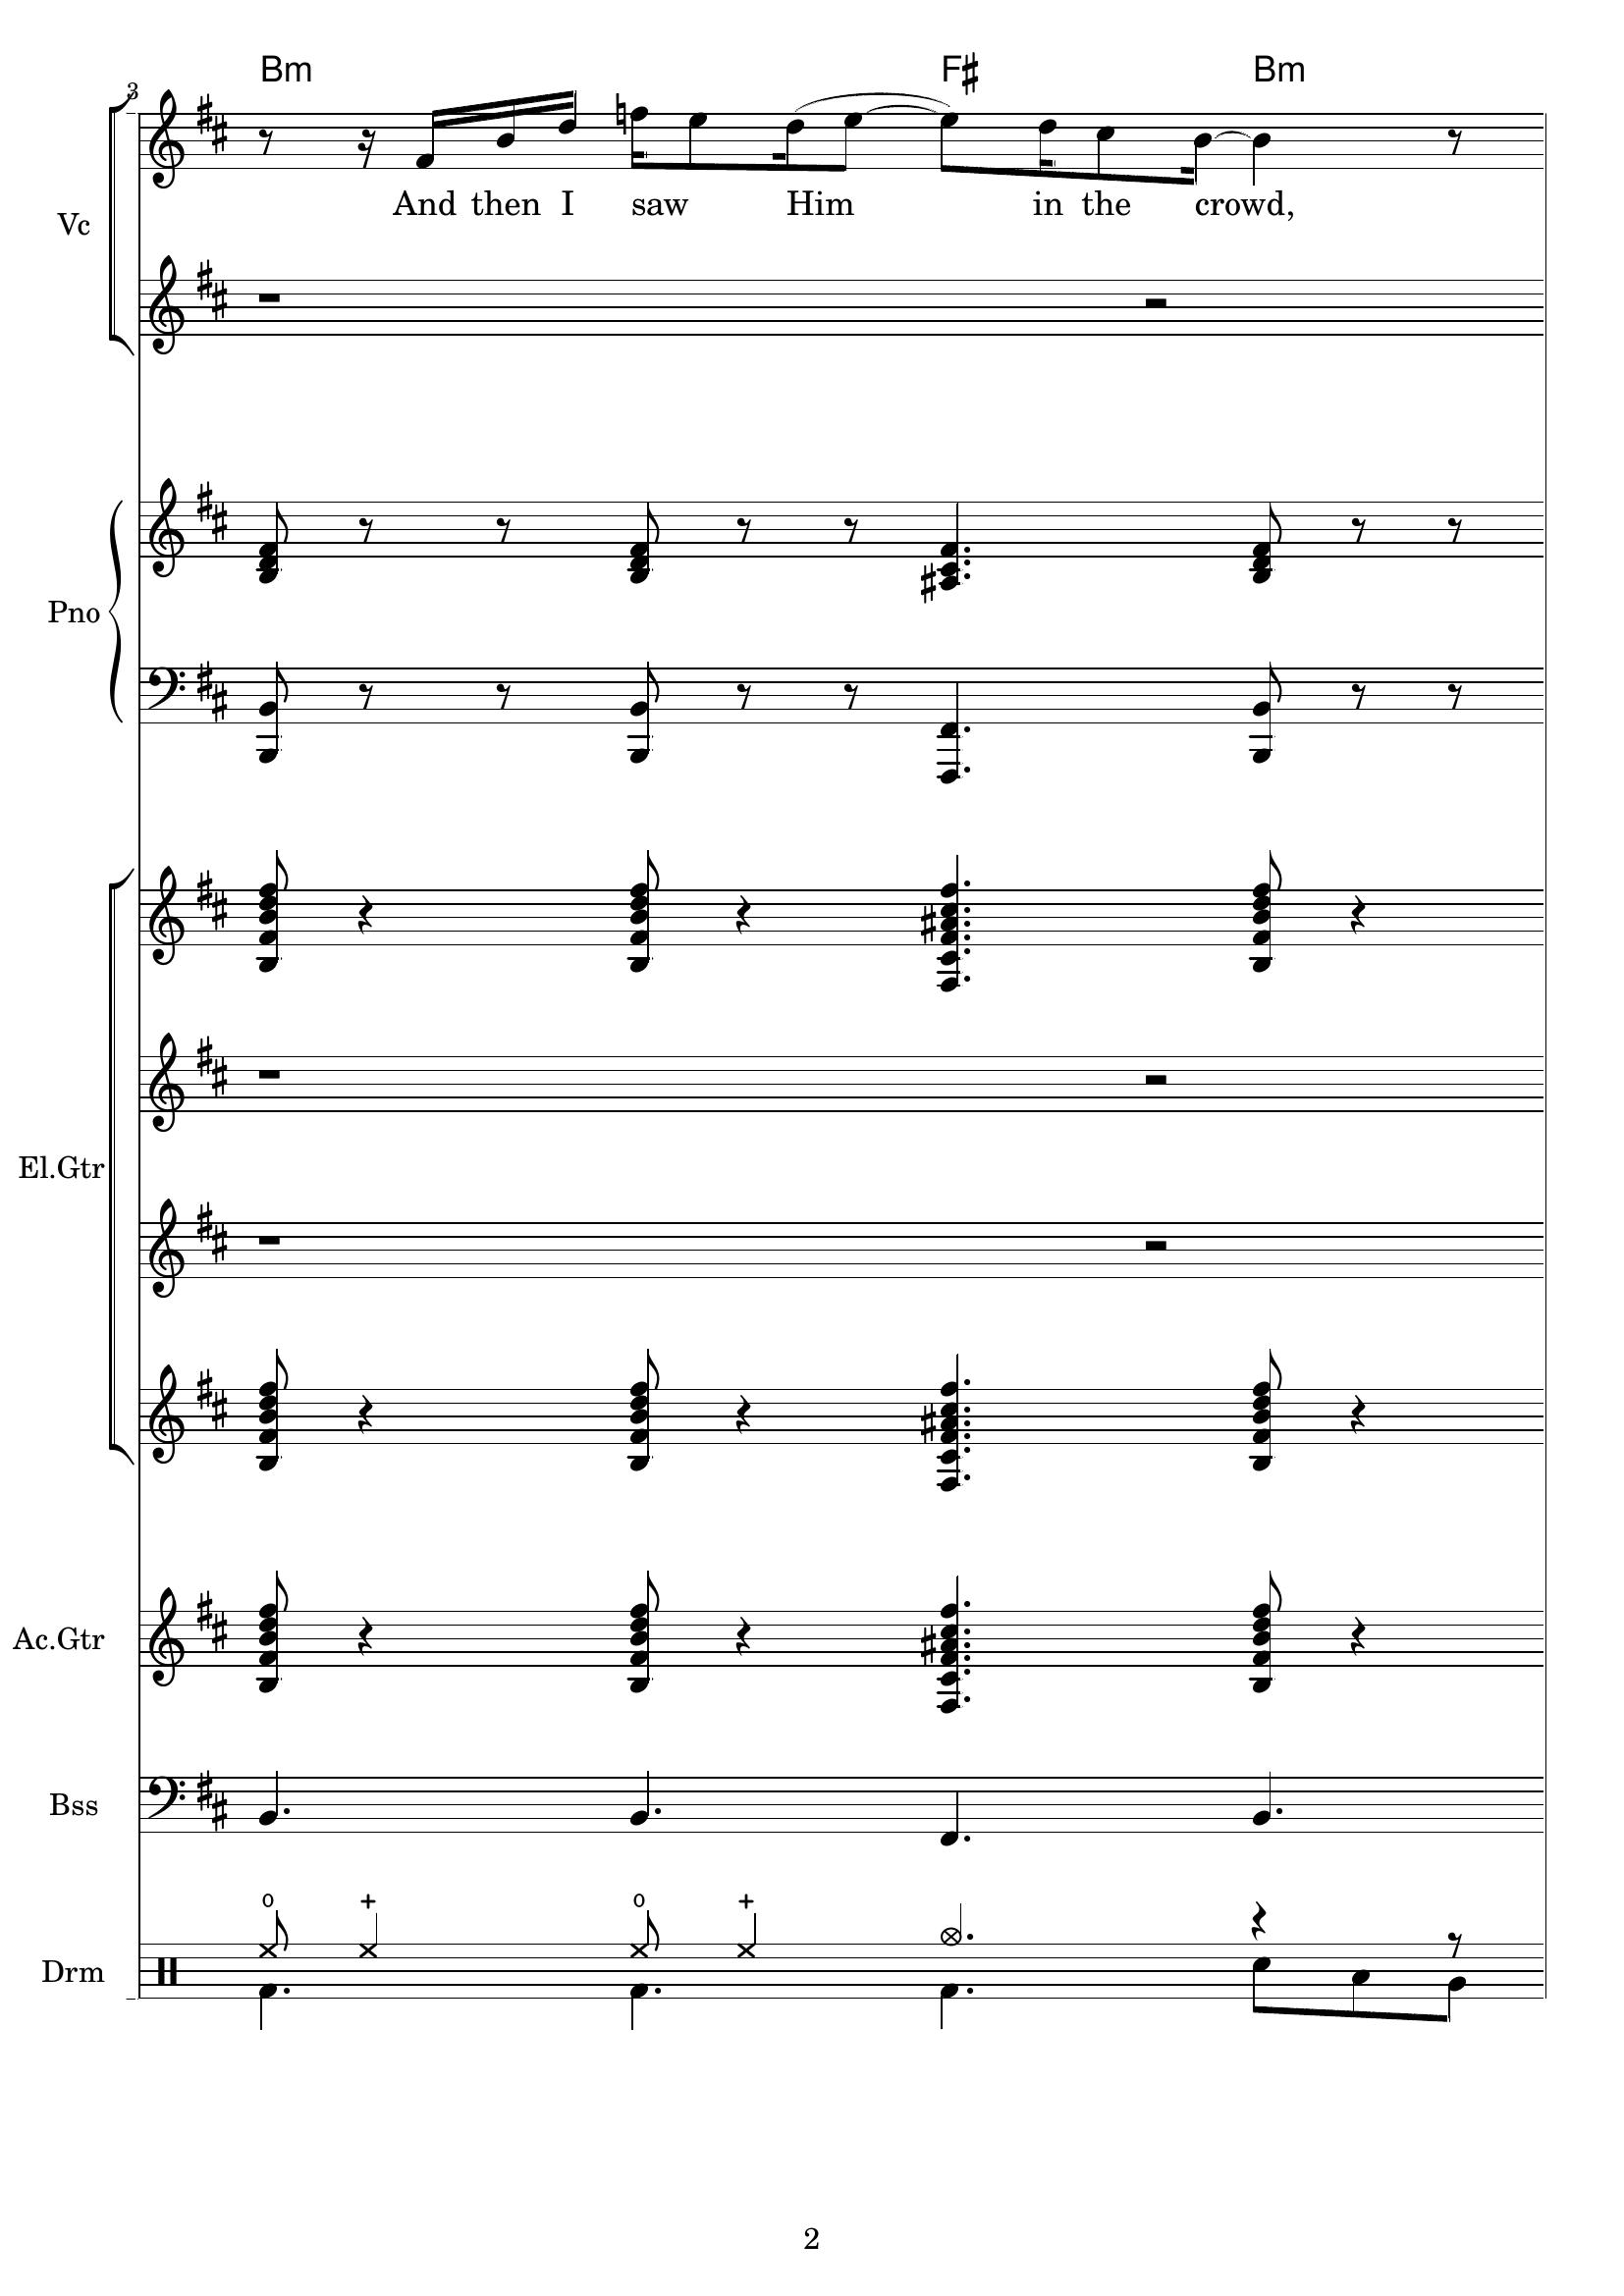 Bm F♯ Bm
3
And then I saw Him in the crowd,
Vc
Pno
El.Gtr
Ac.Gtr
Bss
Drm
2